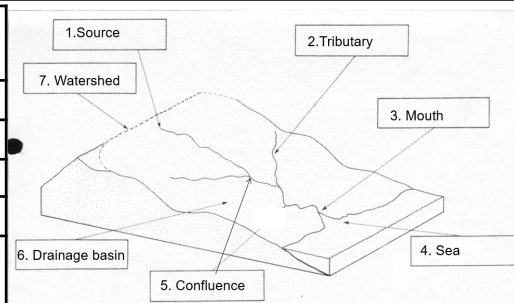 1.Source
2.Tributary
7. Watershed
3. Mouth
4. Sea
6. Drainage basin
5. Confluence